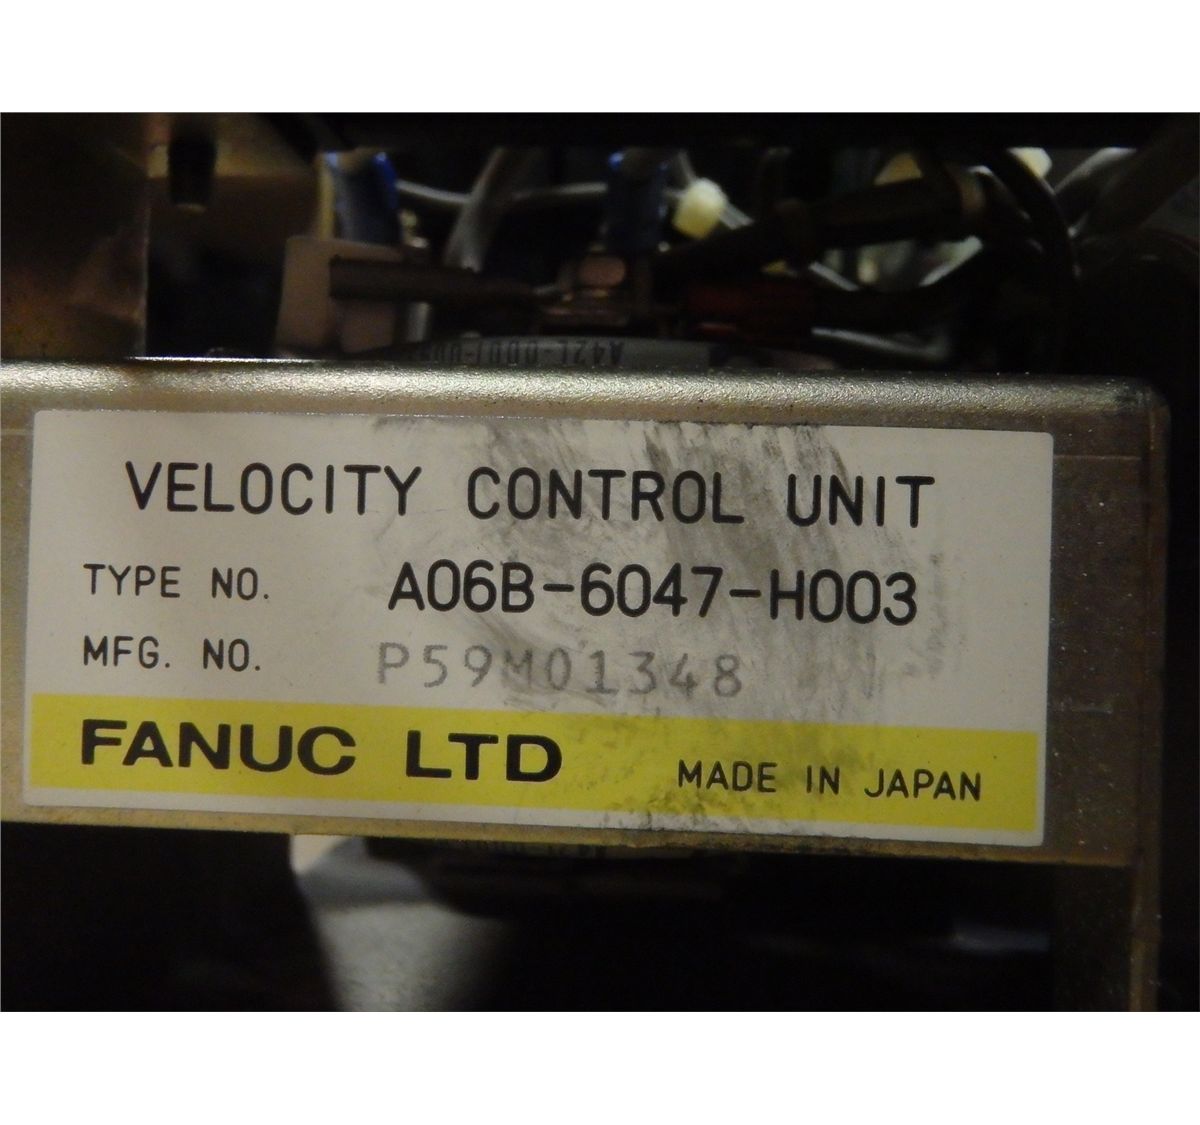 VELOCITY CONTROL UNIT
TYPE NO. A06B-6047-H003
MFG. NO. P59M01348
FANUC LTD MADE IN JAPAN